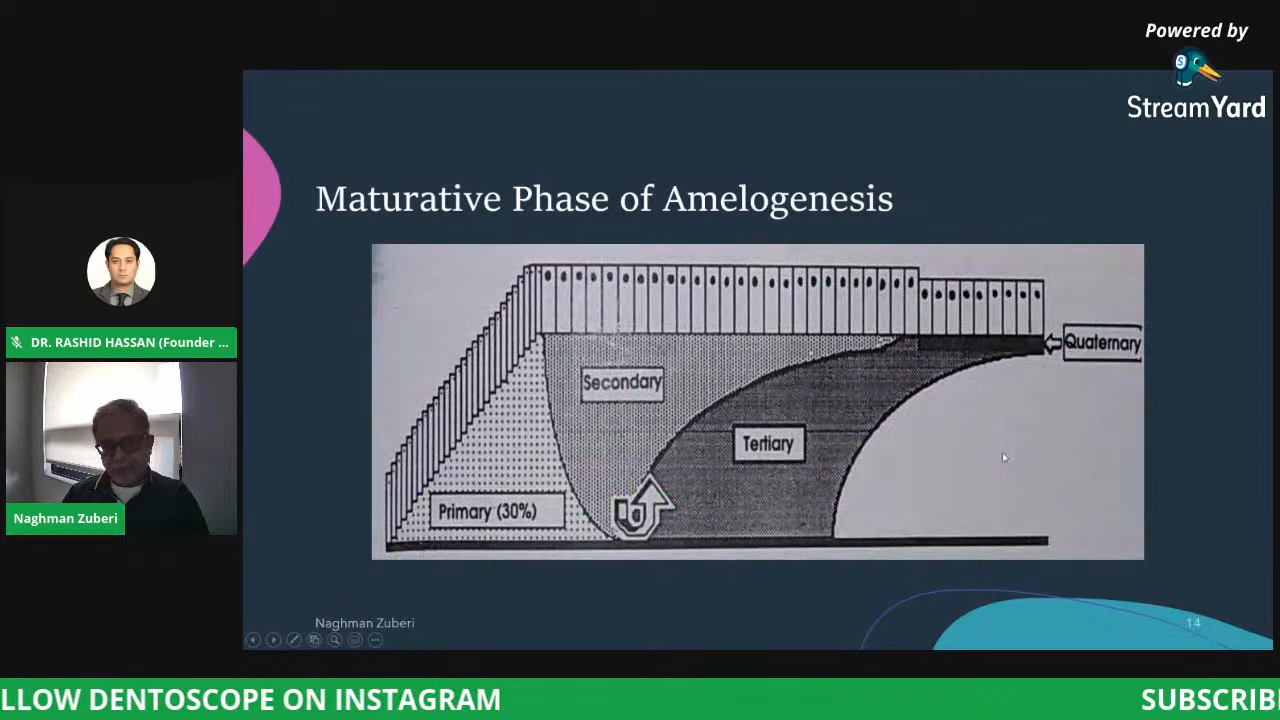 Powered by
StreamYard
Maturative Phase of Amelogenesis
Quaternary
Secondary
Tertiary
Primary (30%)
DR. RASHID HASSAN (Founder ...
Naghman Zuberi
Naghman Zuberi
14
LLOW DENTOSCOPE ON INSTAGRAM
SUBSCRIB